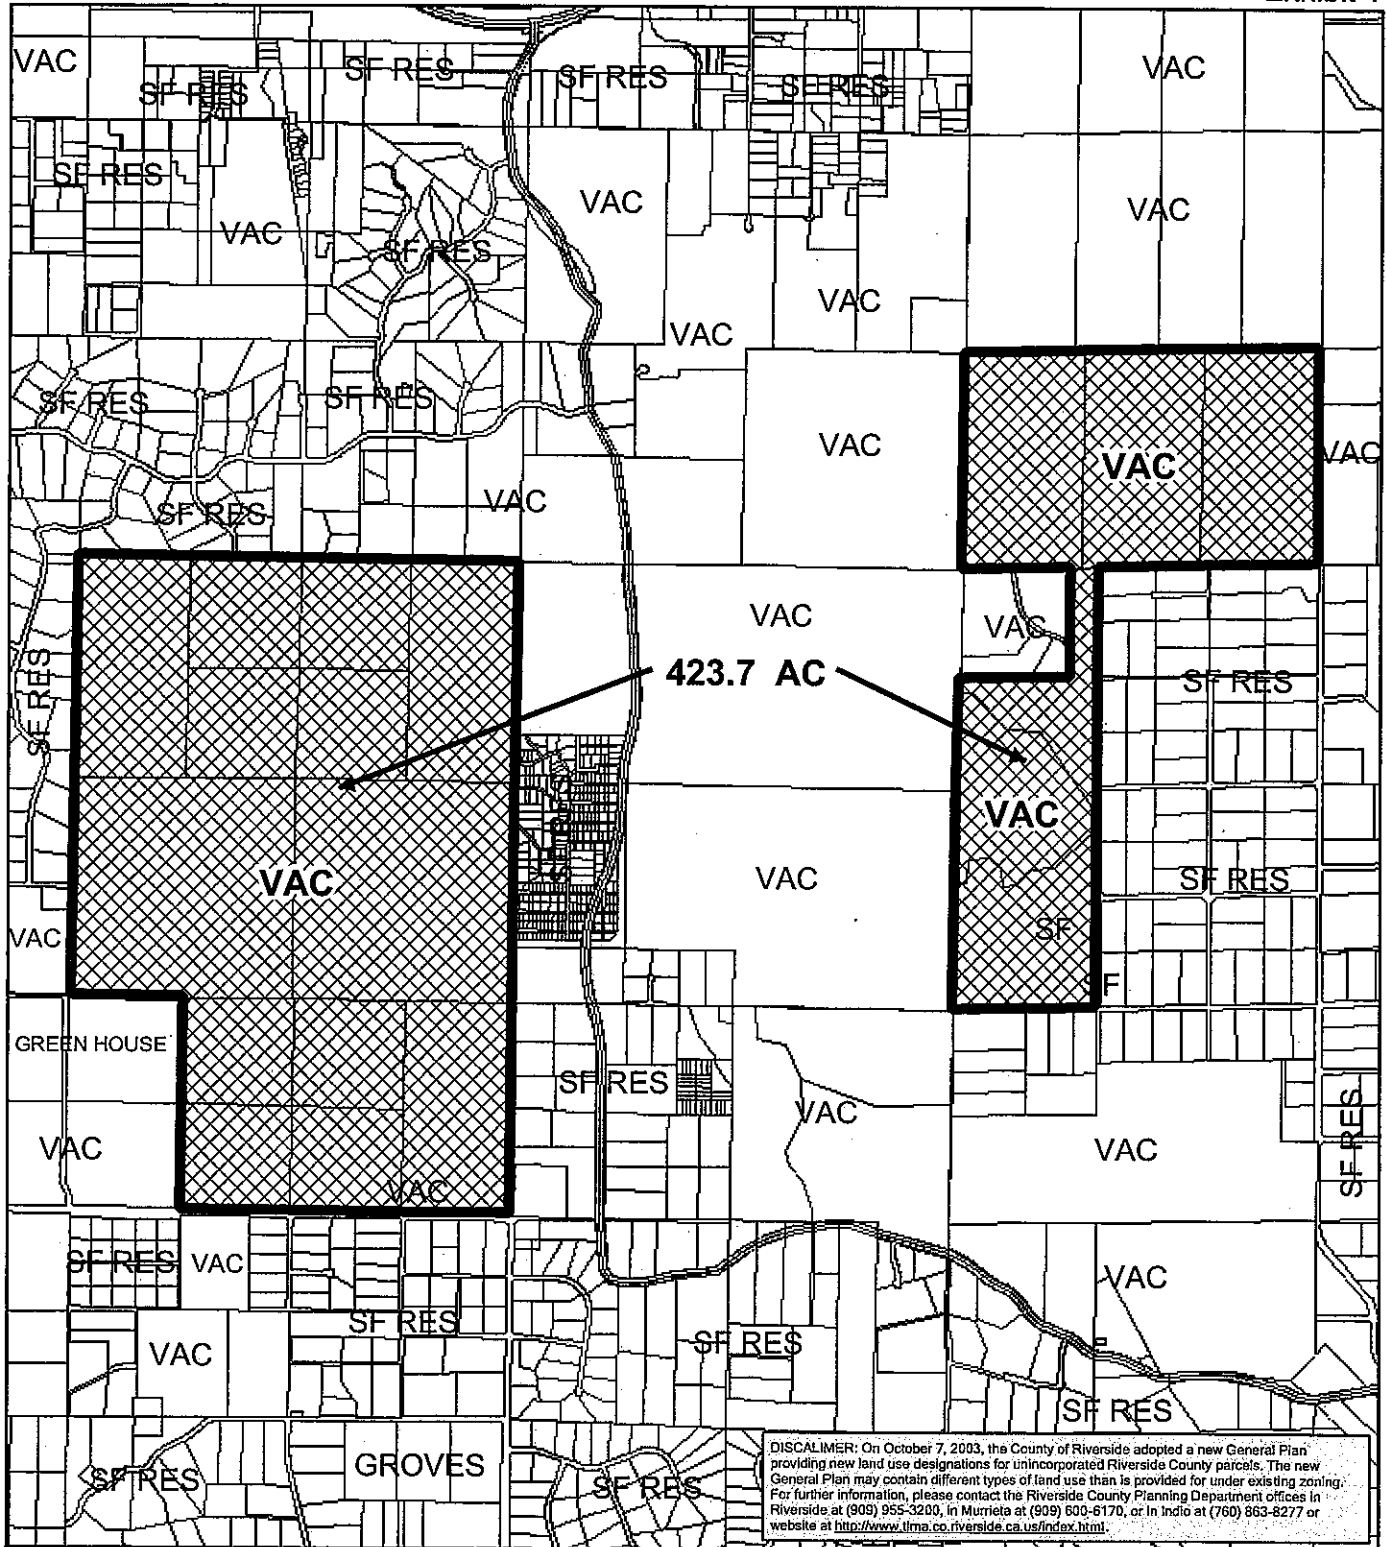 VAC
SF RES
SF RES
SF RES
SF RES
VAC
SF RES
VAC
SF RES
VAC
VAC
VAC
VAC
SF RES
SF RES
VAC
VAC
VAC
SF RES
VAC
VAC
VAC
SF RES
423.7 AC
SF RES
SF RES
VAC
VAC
VAC
SF RES
VAC
SF
GREEN HOUSE
SF RES
VAC
VAC
VAC
SF RES
VAC
SF RES
VAC
VAC
SF RES
VAC
SF RES
SF RES
GROVES
SF RES
SF RES
DISCALIMER: On October 7, 2003, the County of Riverside adopted a new General Plan
providing new land use designations for unincorporated Riverside County parcels. The new
General Plan may contain different types of land use than is provided for under existing zoning.
For further information, please contact the Riverside County Planning Department offices in
Riverside at (909) 955-3200, in Murrieta at (909) 600-6170, or in Indio at (760) 863-8277 or
website at http://www.tlma.co.riverside.ca.us/index.html.